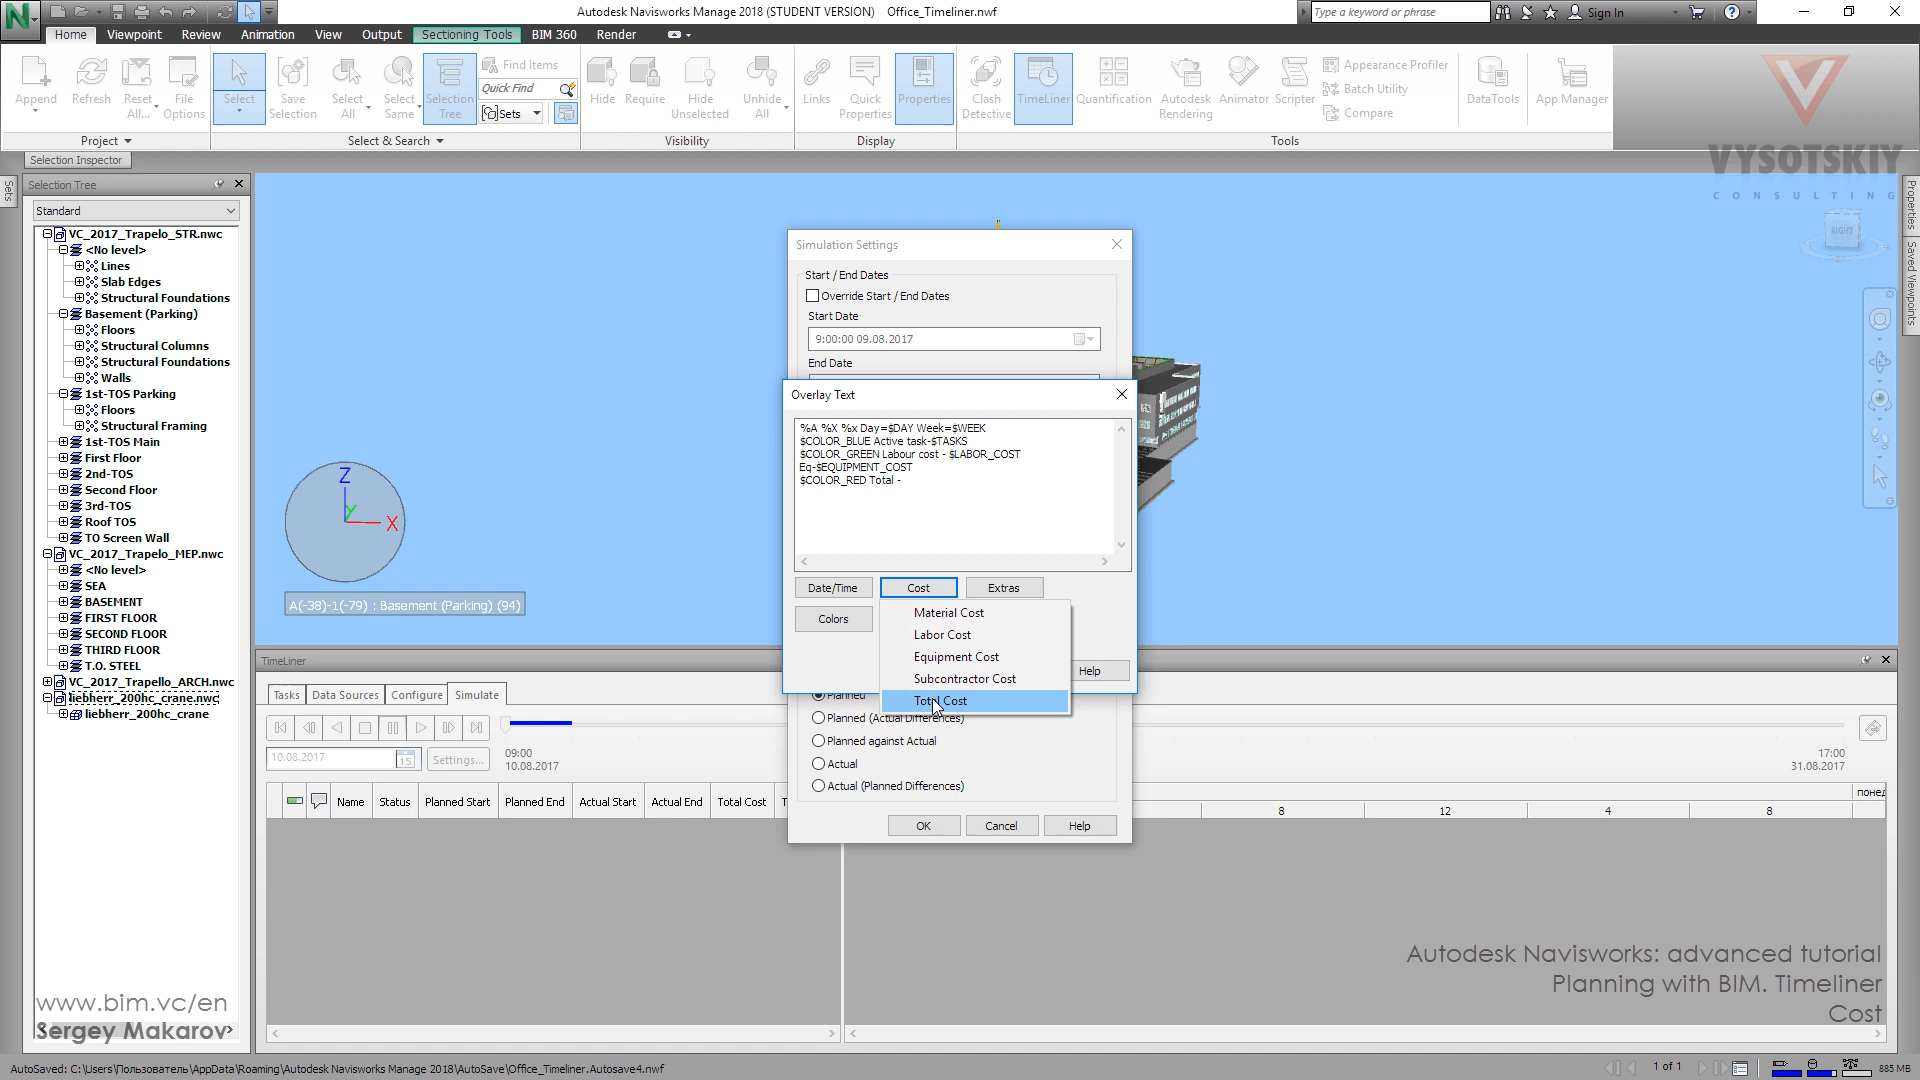 Autodesk Navisworks Manage 2018 (STUDENT VERSION) Office_Timeliner.nwf
Type a keyword or phrase
Sign In
Home Viewpoint Review Animation View Output Sectioning Tools BIM 360 Render
Append
Refresh
Reset All...
File Options
Select
Save Selection
Select All
Select Same
Selection Tree
Find Items
Quick Find
Sets
Hide
Require
Hide Unselected
Unhide All
Links
Quick Properties
Properties
Clash Detective
TimeLiner
Quantification
Autodesk Rendering
Animator
Scripter
Appearance Profiler
Batch Utility
Compare
DataTools
App Manager
Project
Select & Search
Visibility
Display
Tools
VYSOTSKIY
CONSULTING
Selection Inspector
Sets
Selection Tree
Standard
VC_2017_Trapelo_STR.nwc
<No level>
Lines
Slab Edges
Structural Foundations
Basement (Parking)
Floors
Structural Columns
Structural Foundations
Walls
1st-TOS Parking
Floors
Structural Framing
1st-TOS Main
First Floor
2nd-TOS
Second Floor
3rd-TOS
Roof TOS
TO Screen Wall
VC_2017_Trapelo_MEP.nwc
<No level>
SEA
BASEMENT
FIRST FLOOR
SECOND FLOOR
THIRD FLOOR
T.O. STEEL
VC_2017_Trapello_ARCH.nwc
liebherr_200hc_crane.nwc
liebherr_200hc_crane
www.bim.vc/en
Sergey Makarov
Z
Y
X
A(-38)-1(-79) : Basement (Parking) (94)
RIGHT
Properties
Saved Viewpoints
Simulation Settings
Start / End Dates
Override Start / End Dates
Start Date
9:00:00 09.08.2017
End Date
Overlay Text
%A %X %x Day=$DAY Week=$WEEK
$COLOR_BLUE Active task-$TASKS
$COLOR_GREEN Labour cost - $LABOR_COST
Eq-$EQUIPMENT_COST
$COLOR_RED Total -
Date/Time
Cost
Extras
Colors
Material Cost
Labor Cost
Equipment Cost
Subcontractor Cost
Total Cost
Help
Planned
Planned (Actual Differences)
Planned against Actual
Actual
Actual (Planned Differences)
OK
Cancel
Help
TimeLiner
Tasks
Data Sources
Configure
Simulate
10.08.2017
15
Settings...
09:00
10.08.2017
17:00
31.08.2017
Name
Status
Planned Start
Planned End
Actual Start
Actual End
Total Cost
понед
8
12
4
8
Autodesk Navisworks: advanced tutorial
Planning with BIM. Timeliner
Cost
AutoSaved: C:\Users\Пользователь\AppData\Roaming\Autodesk Navisworks Manage 2018\AutoSave\Office_Timeliner.Autosave4.nwf
1 of 1
885 MB